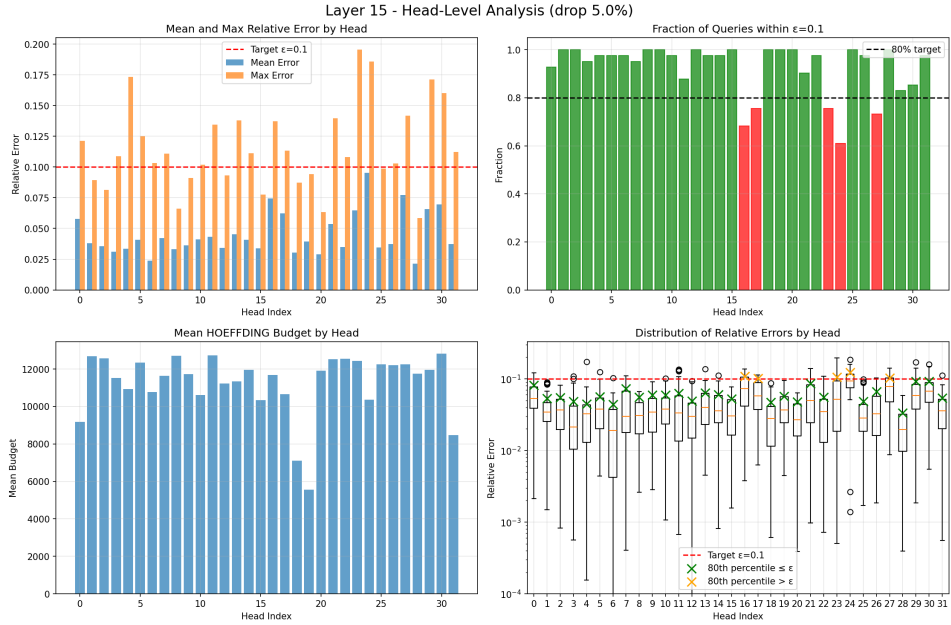 Layer 15 - Head-Level Analysis (drop 5.0%)
Mean and Max Relative Error by Head
Relative Error
0.200
0.175
0.150
0.125
0.100
0.075
0.050
0.025
0.000
Target ε=0.1
Mean Error
Max Error
0 5 10 15 20 25 30
Head Index
Fraction of Queries within ε=0.1
Fraction
1.0
0.8
0.6
0.4
0.2
0.0
80% target
0 5 10 15 20 25 30
Head Index
Mean HOEFFDING Budget by Head
Mean Budget
12000
10000
8000
6000
4000
2000
0
0 5 10 15 20 25 30
Head Index
Distribution of Relative Errors by Head
Relative Error
10⁻¹
10⁻²
10⁻³
10⁻⁴
Target ε=0.1
80th percentile ≤ ε
80th percentile > ε
0 1 2 3 4 5 6 7 8 9 10 11 12 13 14 15 16 17 18 19 20 21 22 23 24 25 26 27 28 29 30 31
Head Index